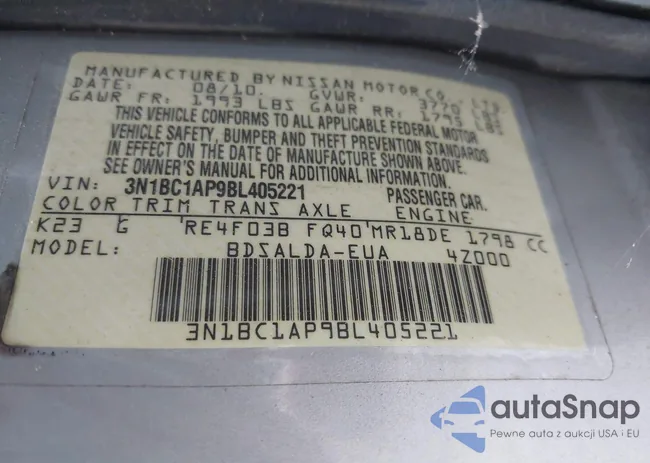 MANUFACTURED BY NISSAN MOTOR CO., LTD.
DATE: 08/10. GVWR: 3770 LBS
GAWR FR: 1993 LBS GAWR RR: 1793 LBS
THIS VEHICLE CONFORMS TO ALL APPLICABLE FEDERAL MOTOR
VEHICLE SAFETY, BUMPER AND THEFT PREVENTION STANDARDS
IN EFFECT ON THE DATE OF MANUFACTURE SHOWN ABOVE.
SEE OWNER'S MANUAL FOR ADDITIONAL INFORMATION.
VIN: 3N1BC1AP9BL405221 PASSENGER CAR.
COLOR TRIM TRANS AXLE ENGINE
K23 G RE4F03B FQ40 MR18DE 1798 CC
MODEL: BDSALDA-EUA 4Z000
3N1BC1AP9BL405221
autoSnap
Pewne auta z aukcji USA i EU